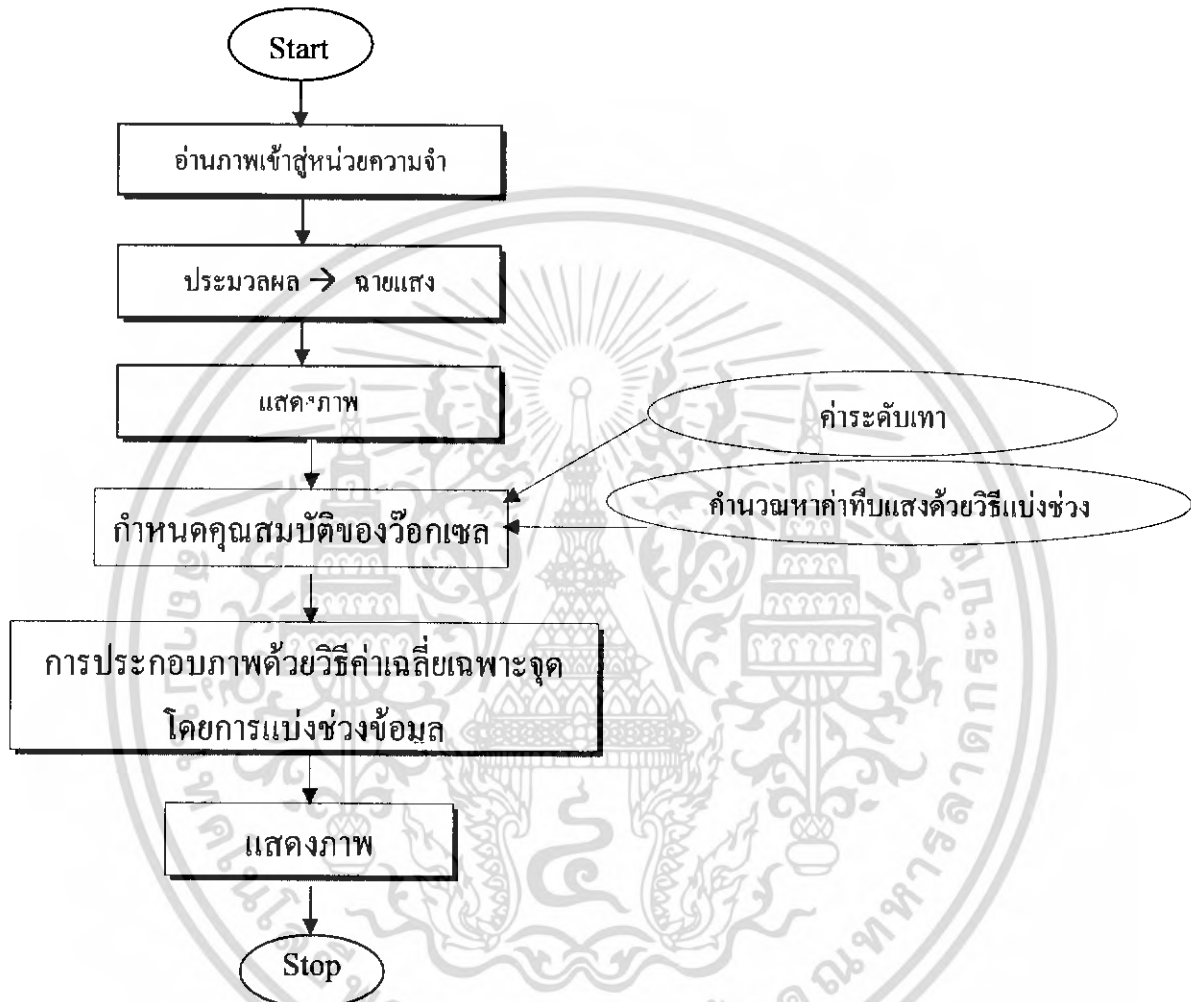 Start
อ่านภาพเข้าสู่หน่วยความจำ
ประมวลผล → ฉายแสง
แสดงภาพ
ค่าระดับเทา
กำหนดคุณสมบัติของว๊อกเซล
คำนวณหาค่าทึบแสงด้วยวิธีแบ่งช่วง
การประกอบภาพด้วยวิธีค่าเฉลี่ยเฉพาะจุด
โดยการแบ่งช่วงข้อมูล
แสดงภาพ
Stop